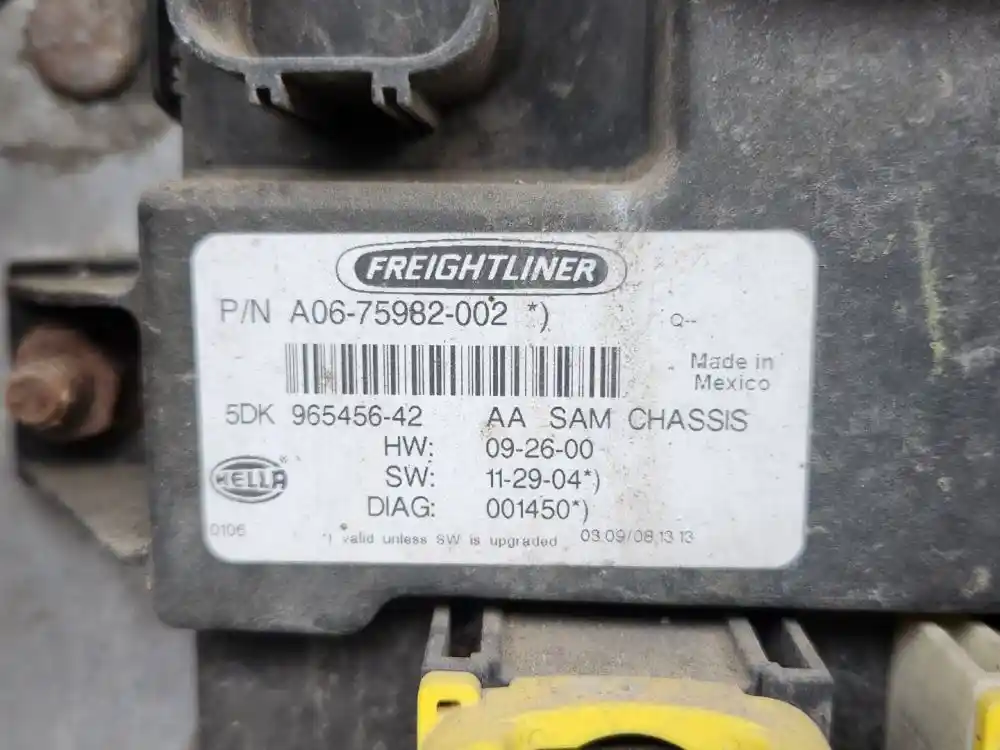 FREIGHTLINER
P/N A06-75982-002 *)
Q--
Made in
Mexico
5DK 965456-42 AA SAM CHASSIS
HW: 09-26-00
SW: 11-29-04*)
DIAG: 001450*)
HELLA ®
0106
*) valid unless SW is upgraded 03.09/08,13 13